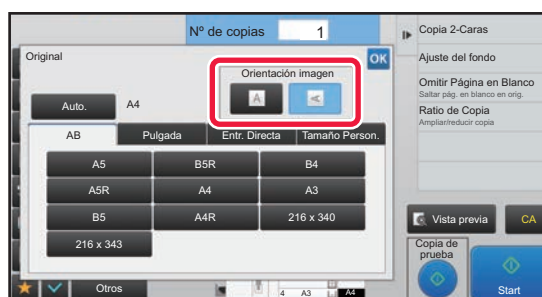 Nº de copias 1
Original
OK
Orientación imagen
A A
Auto. A4
AB Pulgada Entr. Directa Tamaño Person.
A5 B5R B4
A5R A4 A3
B5 A4R 216 x 340
216 x 343
Otros
4 A3 A4
Copia 2-Caras
Ajuste del fondo
Omitir Página en Blanco
Saltar pág. en blanco en orig.
Ratio de Copia
Ampliar/reducir copia
Vista previa CA
Copia de
prueba
Start